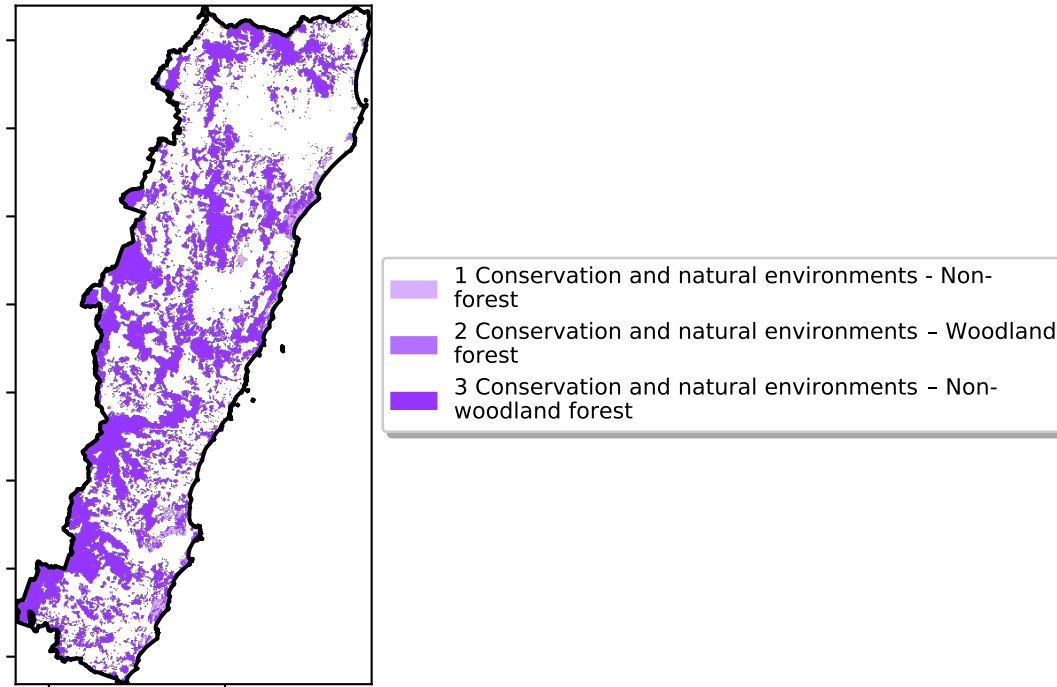 1 Conservation and natural environments - Non-
forest
2 Conservation and natural environments – Woodland
forest
3 Conservation and natural environments – Non-
woodland forest